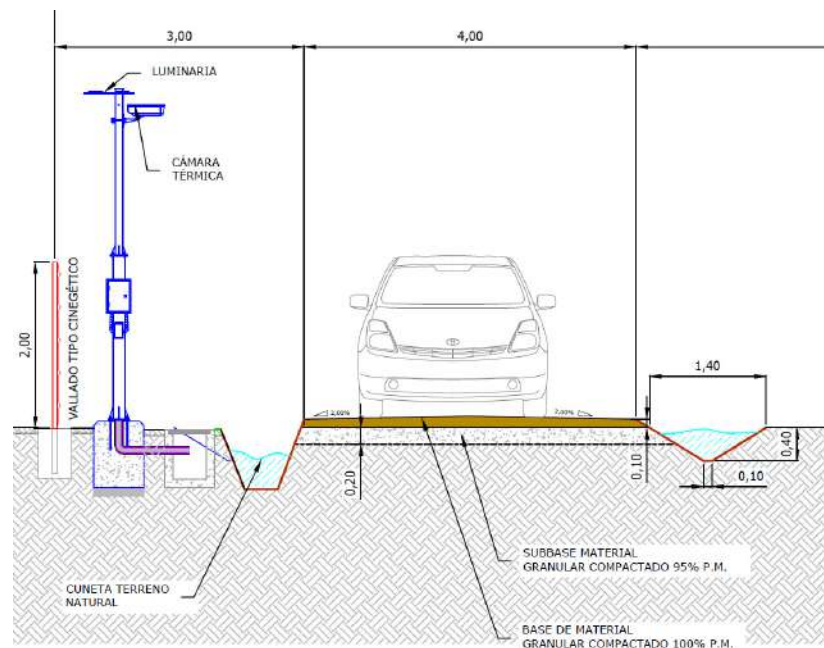 3,00
4,00
LUMINARIA
CÁMARA
TÉRMICA
VALLADO TIPO CINEGÉTICO
2,00
1,40
2,00%
2,00%
0,20
0,10
0,40
0,10
SUBBASE MATERIAL
GRANULAR COMPACTADO 95% P.M.
CUNETA TERRENO
NATURAL
BASE DE MATERIAL
GRANULAR COMPACTADO 100% P.M.